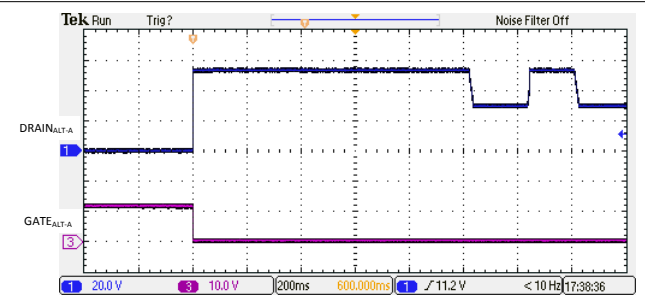 Tek Run Trig? Noise Filter Off
T
DRAINALT-A
1
GATEALT-A
3
1 20.0 V 3 10.0 V 200ms 600.000ms 1 ƒ 11.2 V < 10 Hz 17:38:36